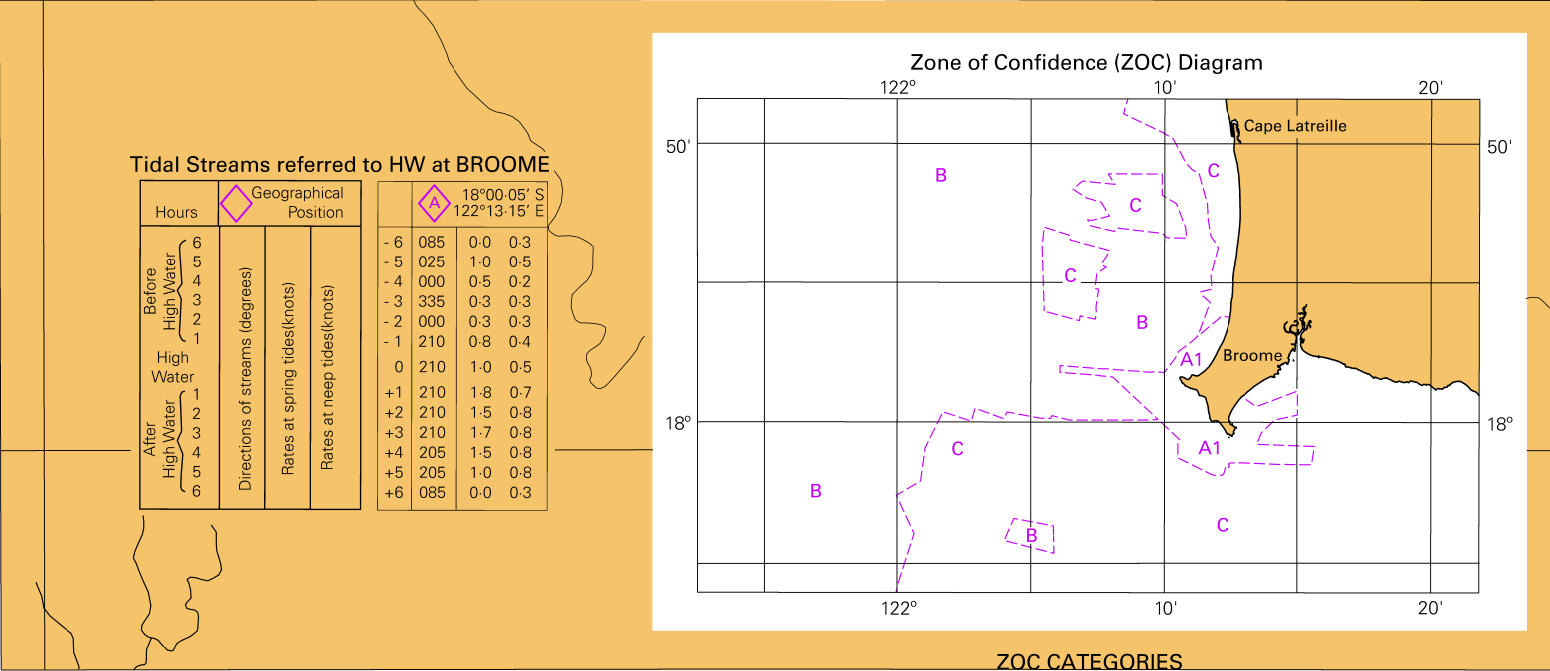 Tidal Streams referred to HW at BROOME
Hours
Geographical
Position
Before
High Water
6
5
4
3
2
1
High
Water
After
High Water
1
2
3
4
5
6
Directions of streams (degrees)
Rates at spring tides(knots)
Rates at neep tides(knots)
A
18°00·05′ S
122°13·15′ E
- 6 085 0·0 0·3
- 5 025 1·0 0·5
- 4 000 0·5 0·2
- 3 335 0·3 0·3
- 2 000 0·3 0·3
- 1 210 0·8 0·4
0 210 1·0 0·5
+1 210 1·8 0·7
+2 210 1·5 0·8
+3 210 1·7 0·8
+4 205 1·5 0·8
+5 205 1·0 0·8
+6 085 0·0 0·3
Zone of Confidence (ZOC) Diagram
122° 10' 20'
Cape Latreille
50' 50'
B C
C
C
B
A1 Broome
18° 18°
C A1
B
B C
122° 10' 20'
ZOC CATEGORIES